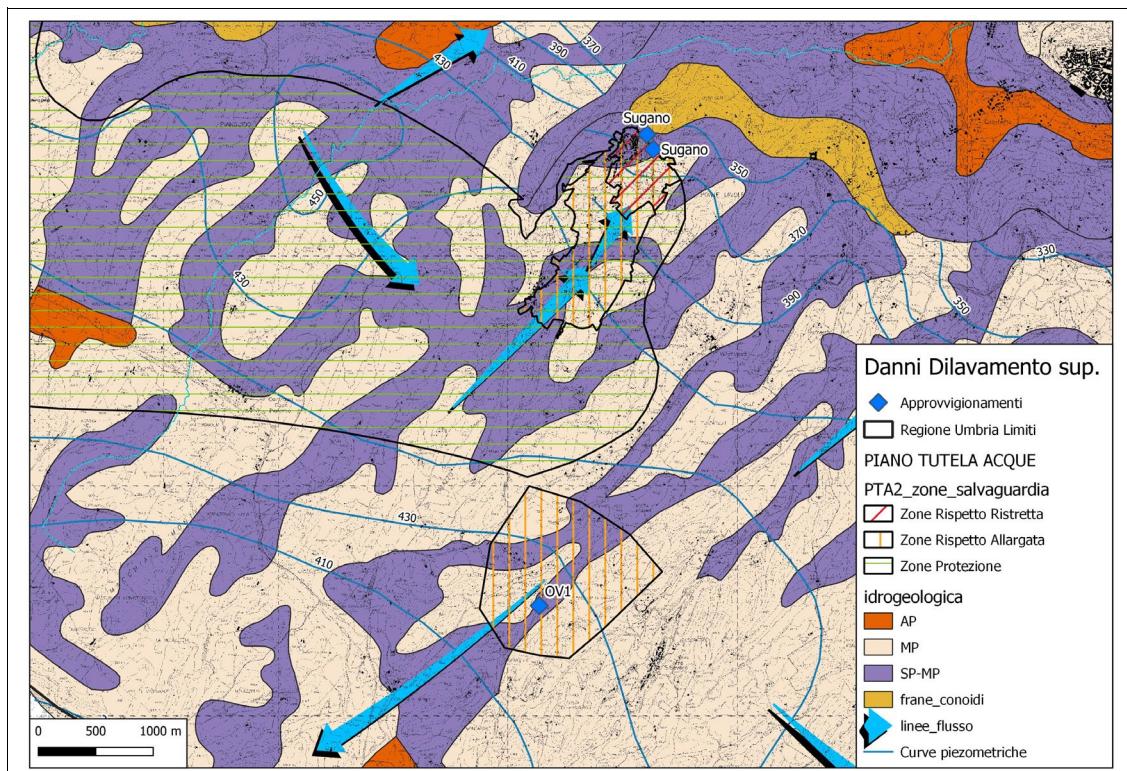 370
390
410
430
Sugano
Sugano
350
450
430
370
390
330
350
430
410
OV1
Danni Dilavamento sup.
Approvvigionamenti
Regione Umbria Limiti
PIANO TUTELA ACQUE
PTA2_zone_salvaguardia
Zone Rispetto Ristretta
Zone Rispetto Allargata
Zone Protezione
idrogeologica
AP
MP
SP-MP
frane_conoidi
linee_flusso
Curve piezometriche
0 500 1000 m